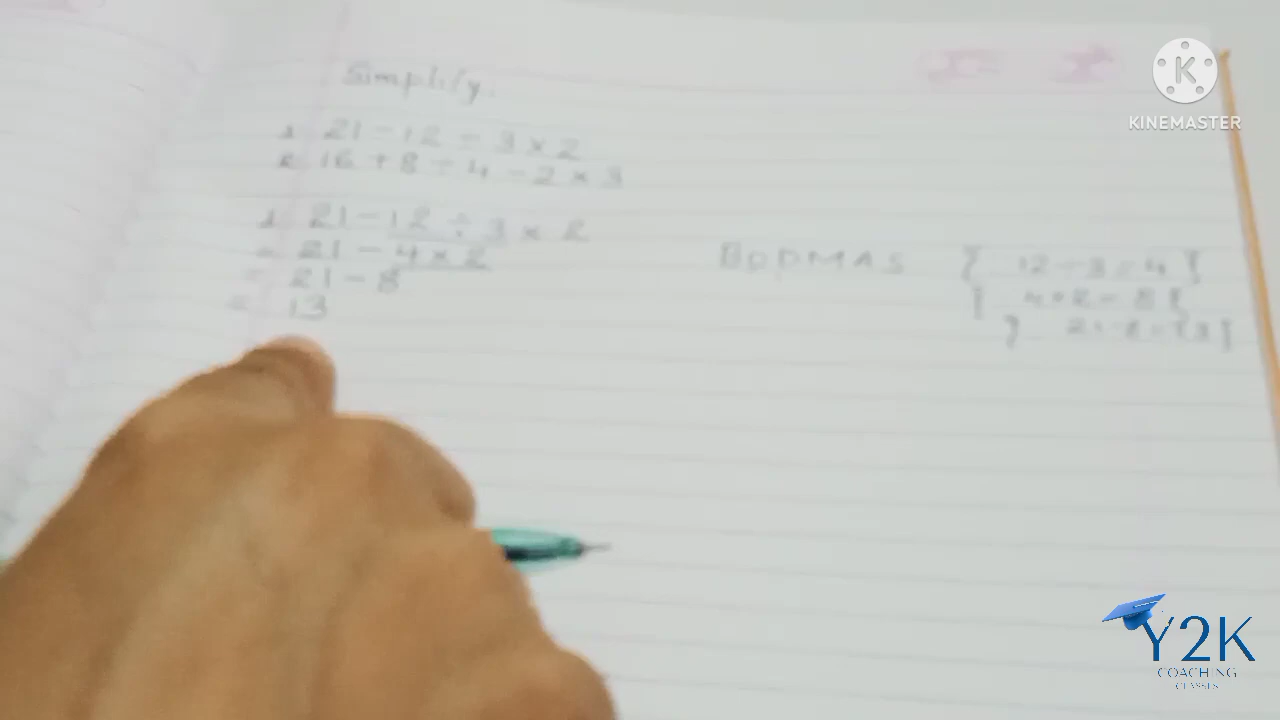 Simplify.
1. 21 - 12 ÷ 3 × 2
2. 16 + 8 ÷ 4 - 2 × 3
1. 21 - 12 ÷ 3 × 2
= 21 - 4 × 2
= 21 - 8
= 13
BODMAS
{ 12 ÷ 3 = 4 }
{ 4 × 2 = 8 }
} 21 - 8 = 13 }
KINEMASTER
Y2K
COACHING
CLASSES